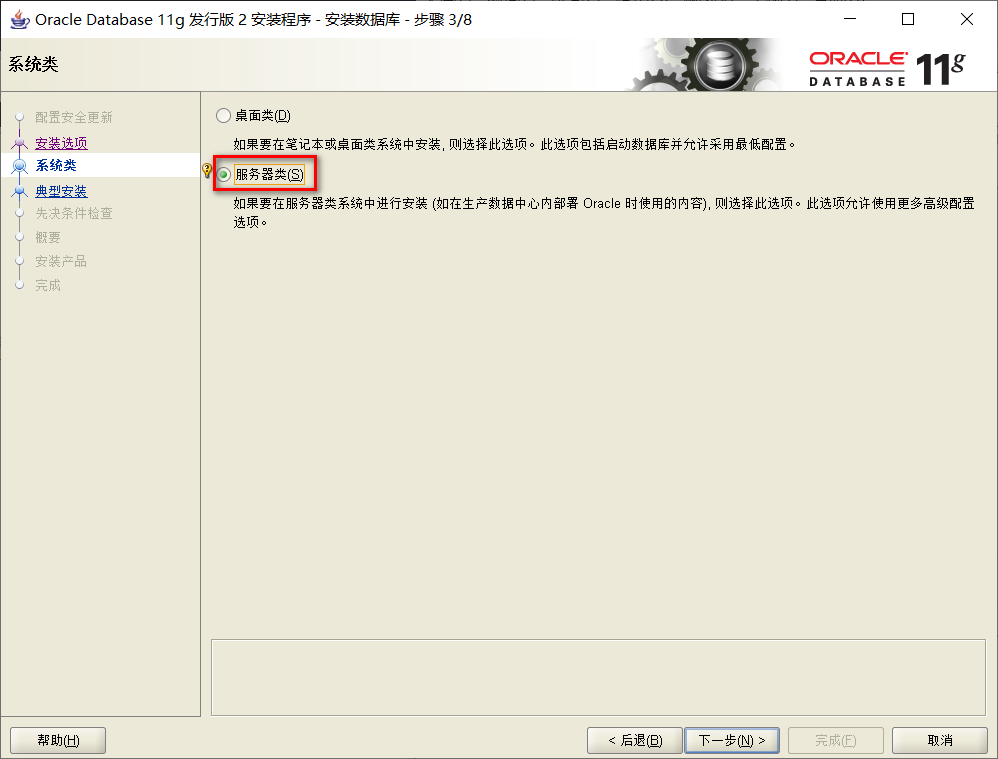 Oracle Database 11g 发行版 2 安装程序 - 安装数据库 - 步骤 3/8
系统类
ORACLE
DATABASE
11g
配置安全更新
安装选项
系统类
典型安装
先决条件检查
概要
安装产品
完成
桌面类(D)
如果要在笔记本或桌面类系统中安装, 则选择此选项。此选项包括启动数据库并允许采用最低配置。
服务器类(S)
如果要在服务器类系统中进行安装 (如在生产数据中心内部署 Oracle 时使用的内容), 则选择此选项。此选项允许使用更多高级配置
选项。
帮助(H)
< 后退(B)
下一步(N) >
完成(F)
取消